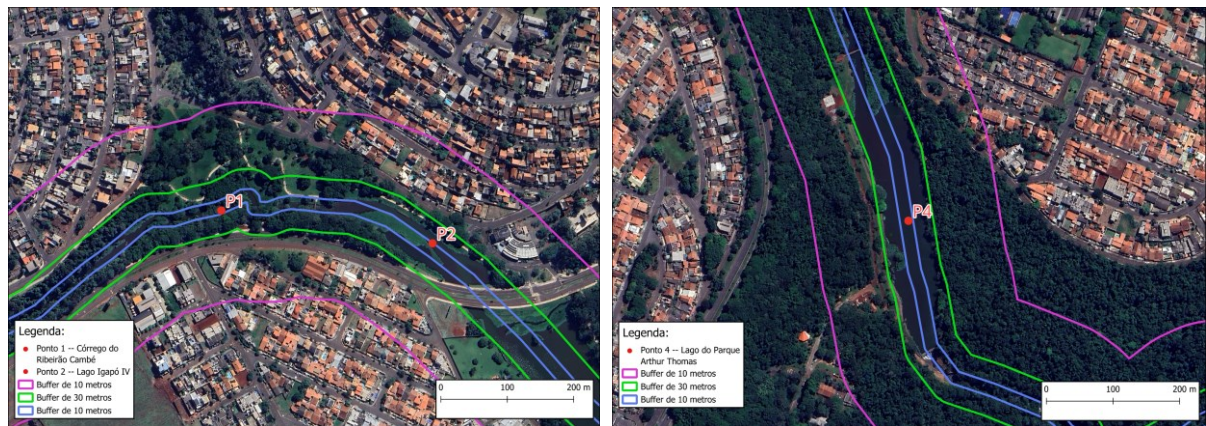 P1
P2
Legenda:
Ponto 1 -- Córrego do
Ribeirão Cambé
Ponto 2 -- Lago Igapó IV
Buffer de 10 metros
Buffer de 30 metros
Buffer de 10 metros
0 100 200 m
P4
Legenda:
Ponto 4 -- Lago do Parque
Arthur Thomas
Buffer de 10 metros
Buffer de 30 metros
Buffer de 10 metros
0 100 200 m